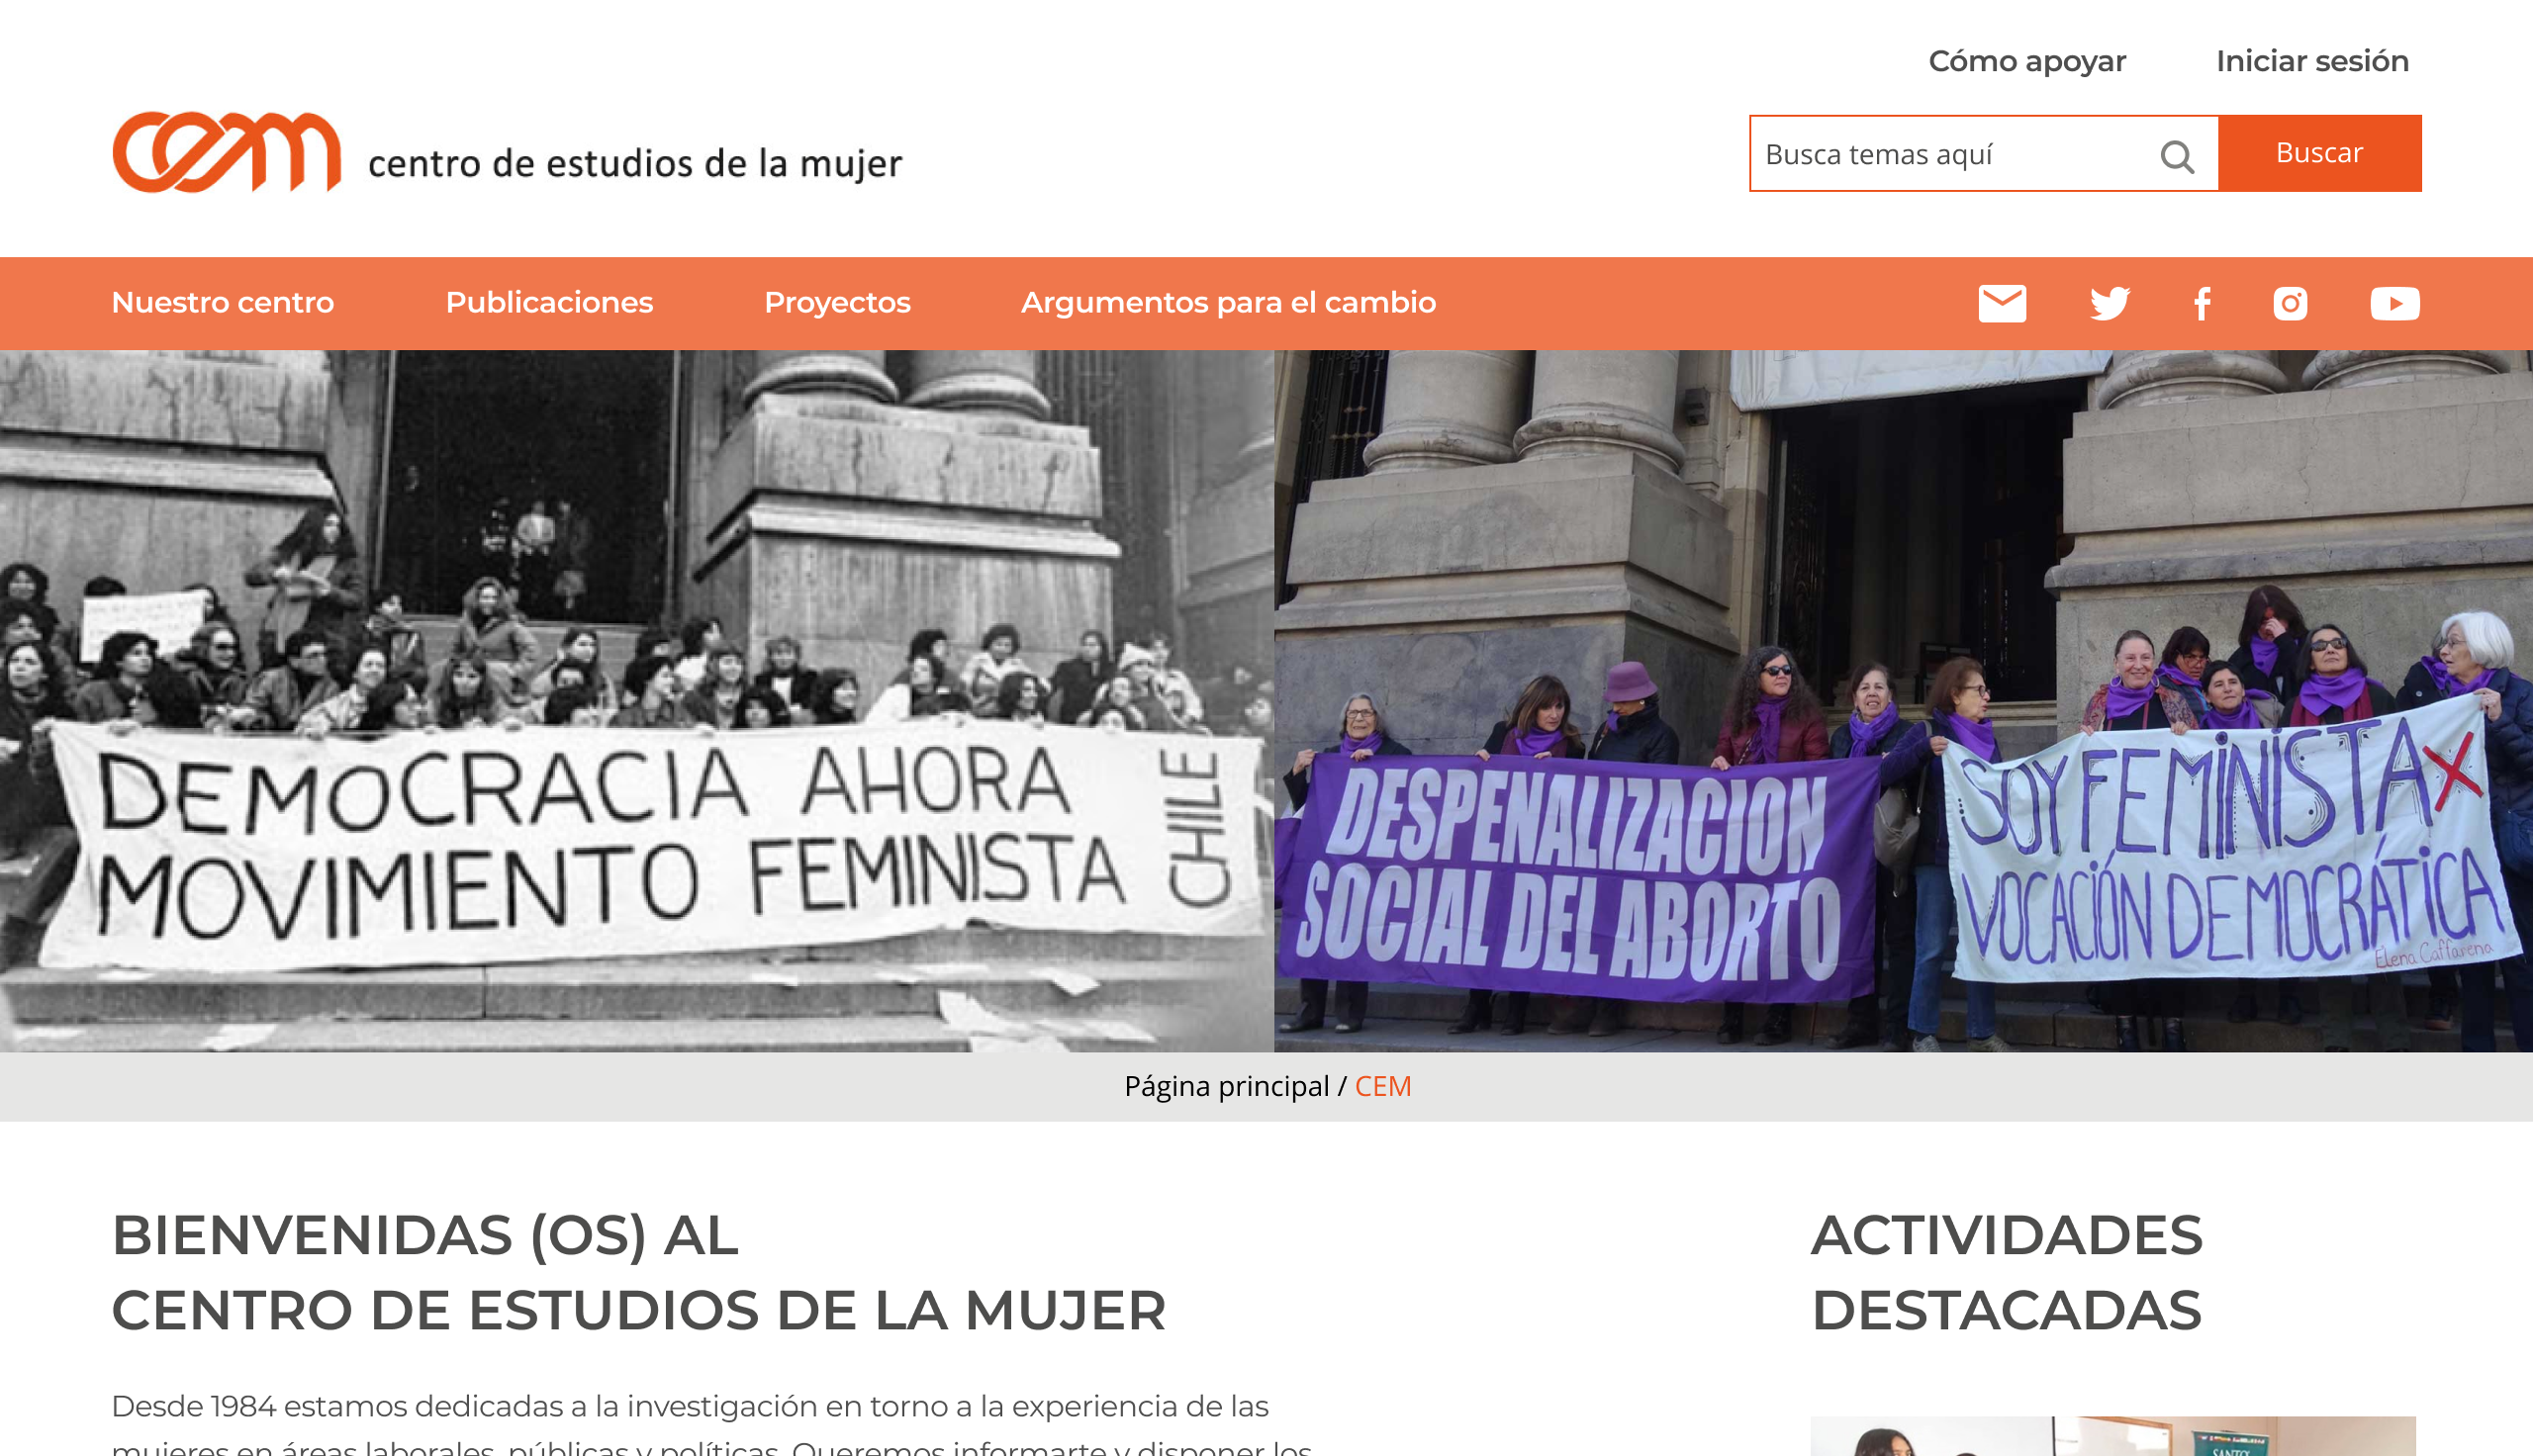 Cómo apoyar
Iniciar sesión
cem centro de estudios de la mujer
Busca temas aquí
Buscar
Nuestro centro
Publicaciones
Proyectos
Argumentos para el cambio
DEMOCRACIA AHORA
MOVIMIENTO FEMINISTA
CHILE
DESPENALIZACION
SOCIAL DEL ABORTO
SOY FEMINISTA X
VOCACIÓN DEMOCRÁTICA
Elena Caffarena
Página principal / CEM
BIENVENIDAS (OS) AL
CENTRO DE ESTUDIOS DE LA MUJER
Desde 1984 estamos dedicadas a la investigación en torno a la experiencia de las
mujeres en áreas laborales, públicas y políticas. Queremos informarte y disponer los
ACTIVIDADES
DESTACADAS
SANTO